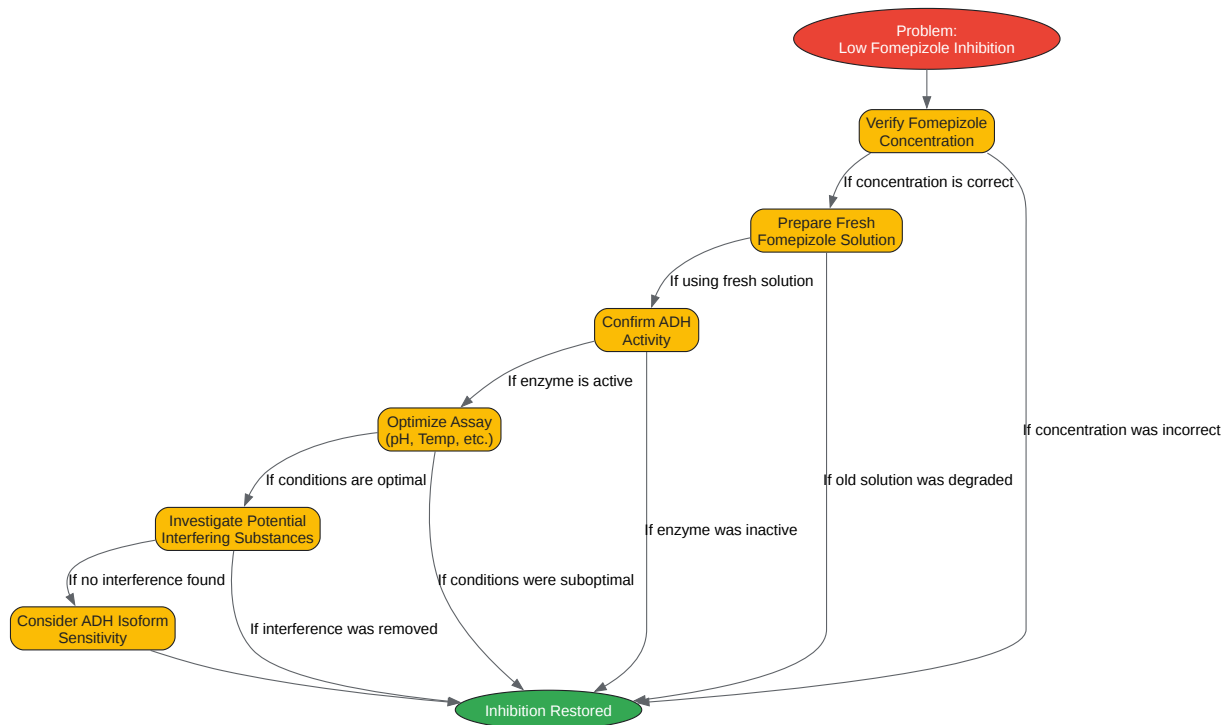 Problem:
Low Fomepizole Inhibition
Verify Fomepizole
Concentration
If concentration is correct
Prepare Fresh
Fomepizole Solution
If using fresh solution
Confirm ADH
Activity
If enzyme is active
Optimize Assay
(pH, Temp, etc.)
If concentration was incorrect
If conditions are optimal
If old solution was degraded
Investigate Potential
Interfering Substances
If enzyme was inactive
If no interference found
If conditions were suboptimal
Consider ADH Isoform
Sensitivity
If interference was removed
Inhibition Restored